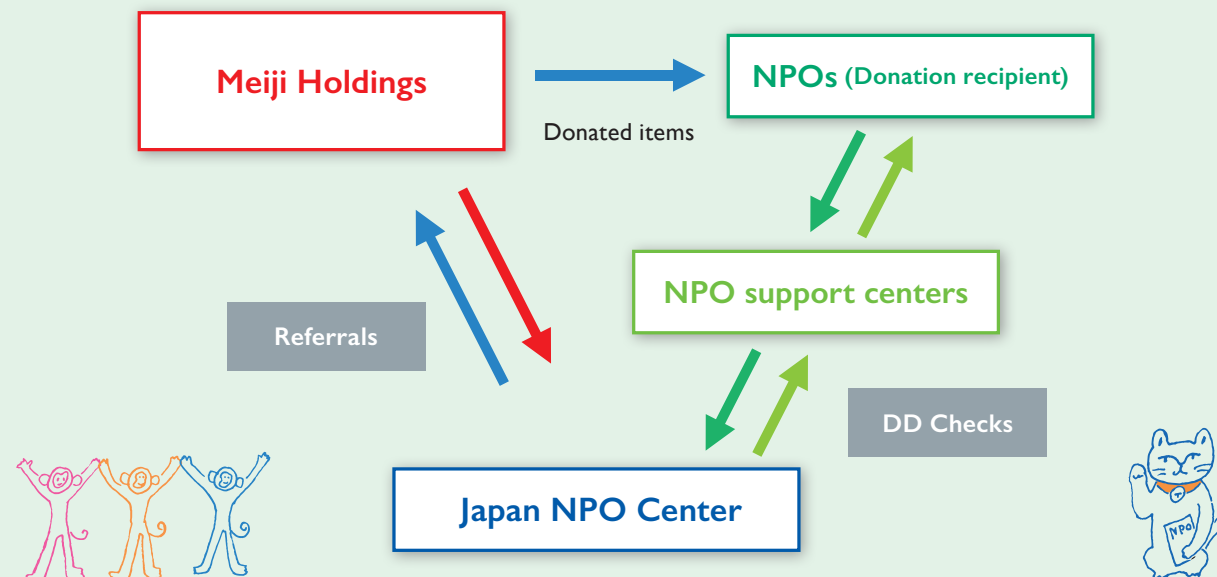 Meiji Holdings
NPOs (Donation recipient)
Donated items
NPO support centers
Referrals
DD Checks
Japan NPO Center
NPO!